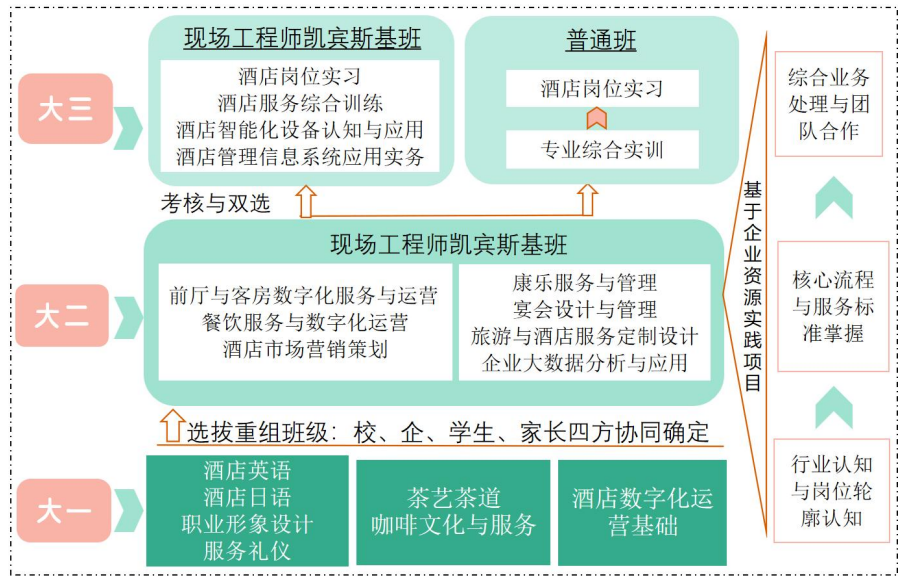 现场工程师凯宾斯基班
酒店岗位实习
酒店服务综合训练
酒店智能化设备认知与应用
酒店管理信息系统应用实务
普通班
酒店岗位实习
专业综合实训
大三
综合业务
处理与团
队合作
考核与双选
现场工程师凯宾斯基班
前厅与客房数字化服务与运营
餐饮服务与数字化运营
酒店市场营销策划
康乐服务与管理
宴会设计与管理
旅游与酒店服务定制设计
企业大数据分析与应用
大二
基于企业资源实践项目
核心流程
与服务标
准掌握
选拔重组班级：校、企、学生、家长四方协同确定
大一
酒店英语
酒店日语
职业形象设计
服务礼仪
茶艺茶道
咖啡文化与服务
酒店数字化运
营基础
行业认知
与岗位轮
廓认知